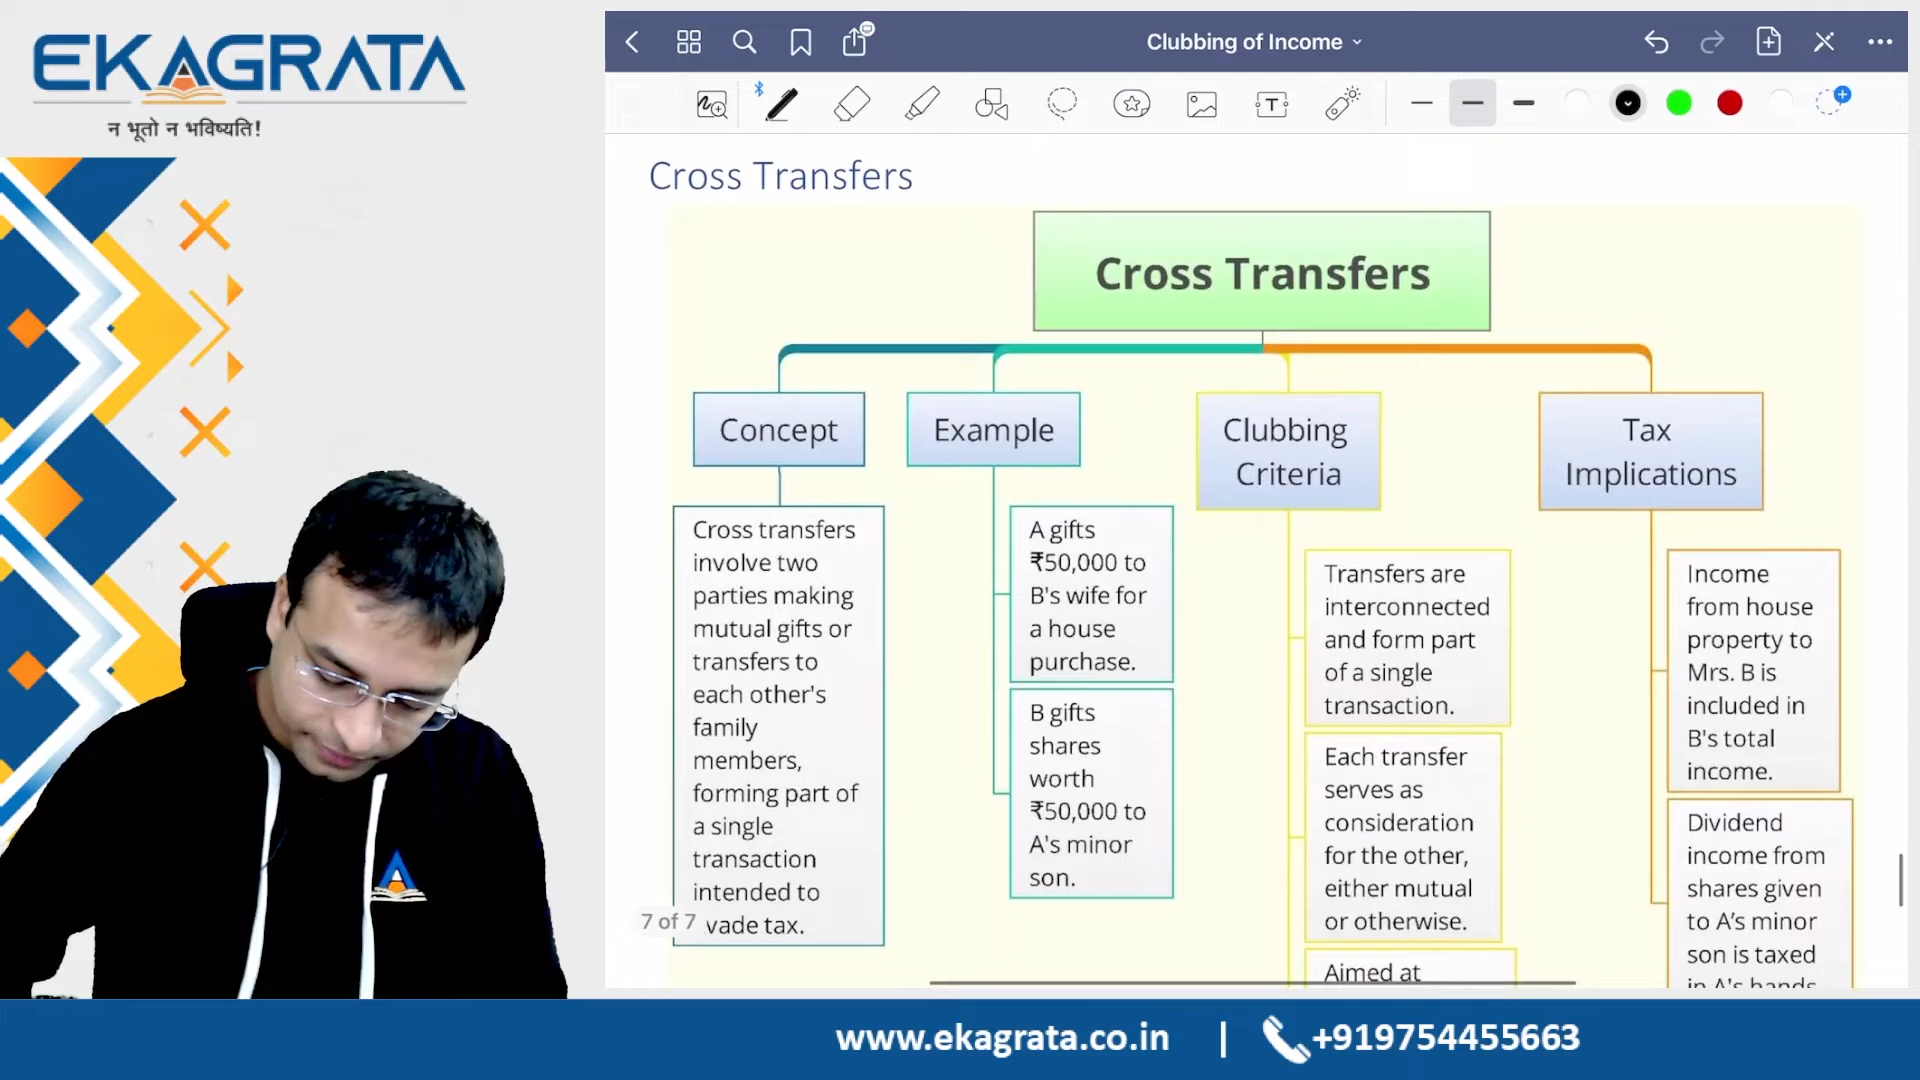 EKAGRATA
न भूतो न भविष्यति!
Clubbing of Income
T
Cross Transfers
Cross Transfers
Concept
Example
Clubbing
Criteria
Tax
Implications
Cross transfers
involve two
parties making
mutual gifts or
transfers to
each other's
family
members,
forming part of
a single
transaction
intended to
vade tax.
A gifts
₹50,000 to
B's wife for
a house
purchase.
B gifts
shares
worth
₹50,000 to
A's minor
son.
Transfers are
interconnected
and form part
of a single
transaction.
Each transfer
serves as
consideration
for the other,
either mutual
or otherwise.
Aimed at
Income
from house
property to
Mrs. B is
included in
B's total
income.
Dividend
income from
shares given
to A's minor
son is taxed
in A's hands
7 of 7
www.ekagrata.co.in | +919754455663